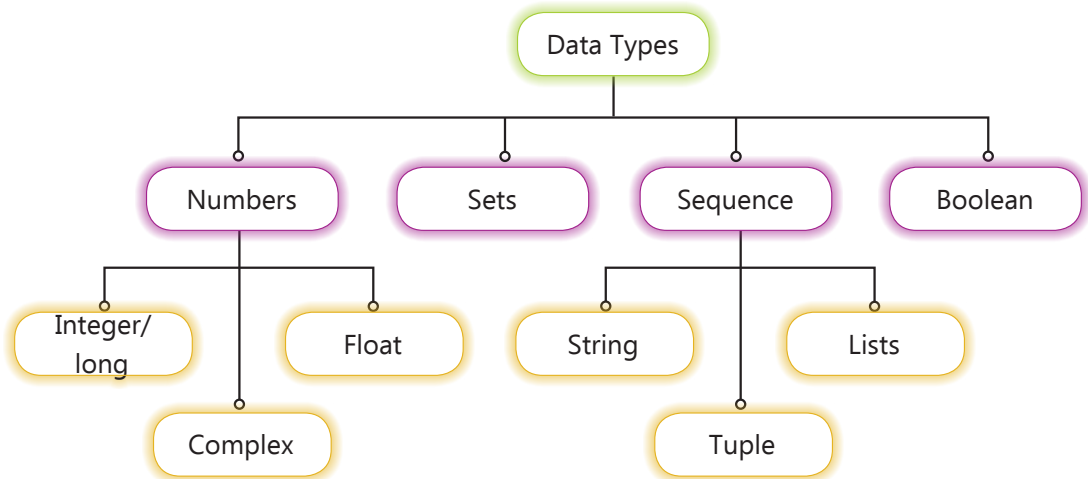 Data Types
Numbers
Sets
Sequence
Boolean
Integer/
long
Float
String
Lists
Complex
Tuple